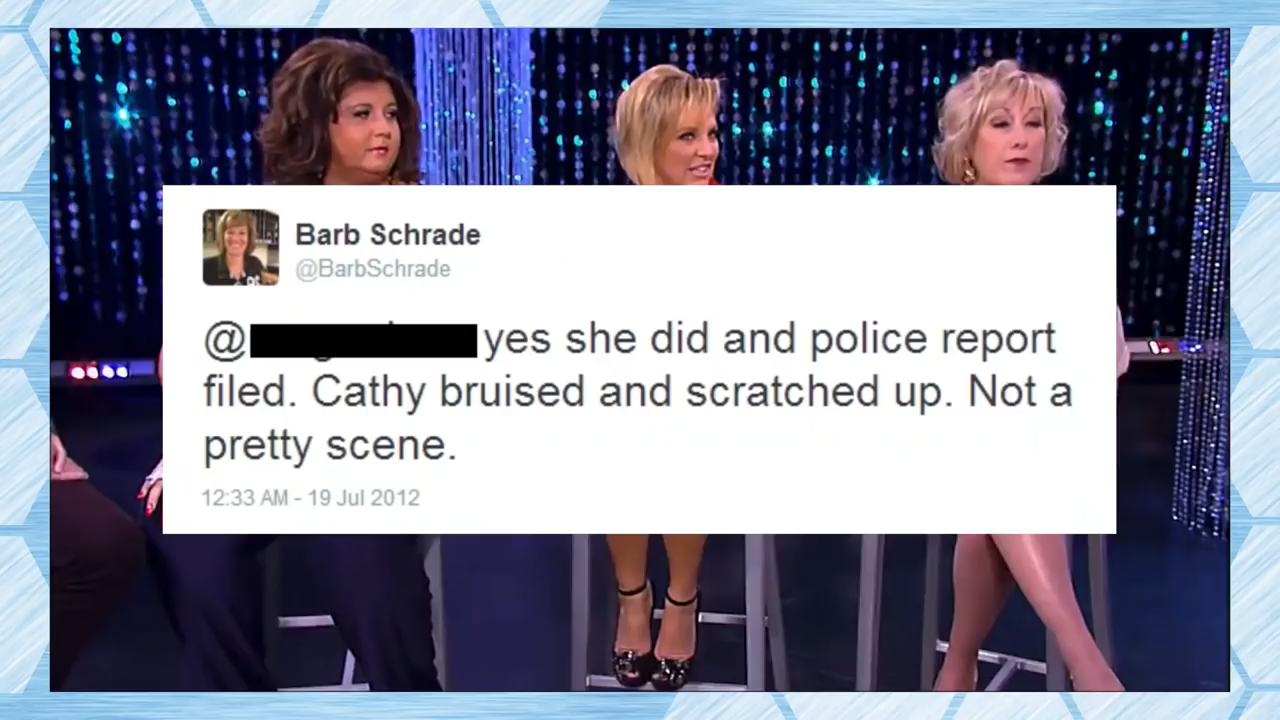 Barb Schrade
@BarbSchrade
@ yes she did and police report
filed. Cathy bruised and scratched up. Not a
pretty scene.
12:33 AM - 19 Jul 2012